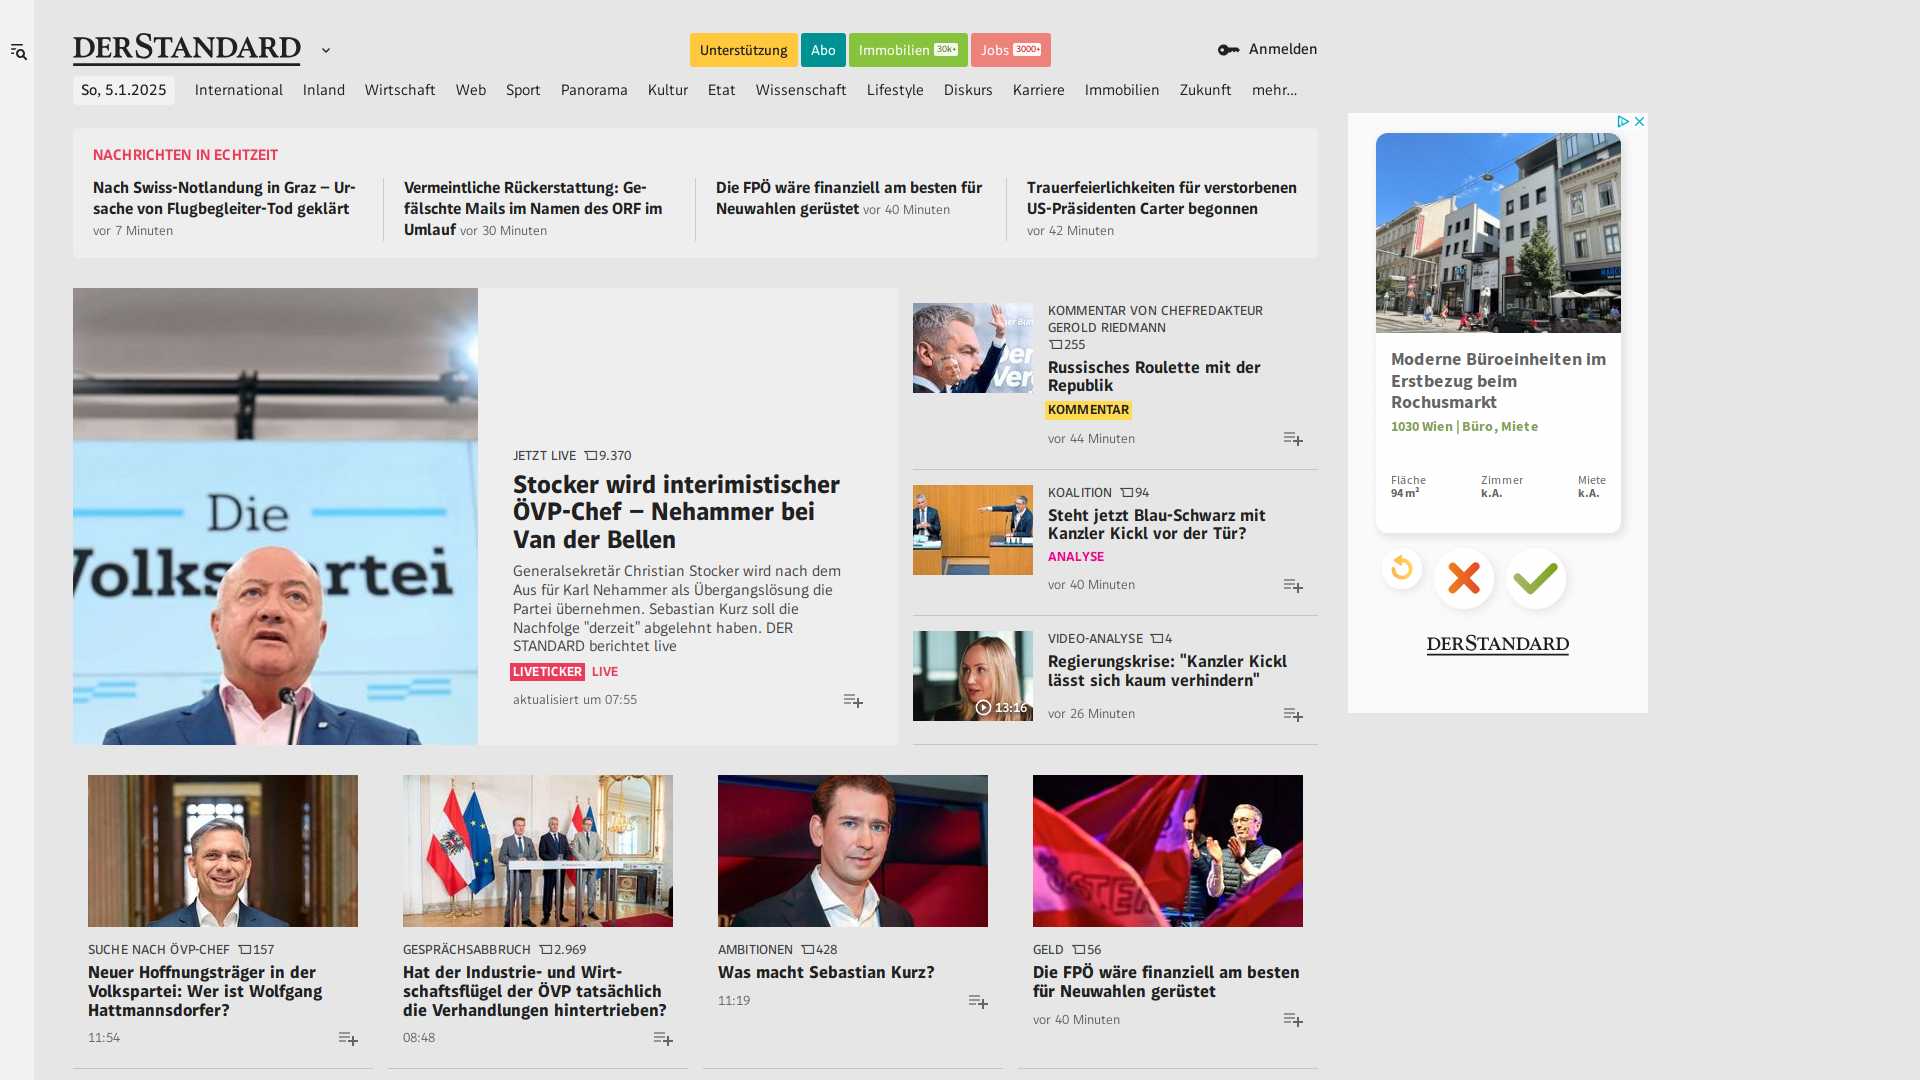 DERSTANDARD
Unterstützung
Abo
Immobilien 30k+
Jobs 3000+
Anmelden
So, 5.1.2025
International
Inland
Wirtschaft
Web
Sport
Panorama
Kultur
Etat
Wissenschaft
Lifestyle
Diskurs
Karriere
Immobilien
Zukunft
mehr...
NACHRICHTEN IN ECHTZEIT
Nach Swiss-Notlandung in Graz – Ur-
sache von Flugbegleiter-Tod geklärt
vor 7 Minuten
Vermeintliche Rückerstattung: Ge-
fälschte Mails im Namen des ORF im
Umlauf vor 30 Minuten
Die FPÖ wäre finanziell am besten für
Neuwahlen gerüstet vor 40 Minuten
Trauerfeierlichkeiten für verstorbenen
US-Präsidenten Carter begonnen
vor 42 Minuten
Die
Volkspartei
JETZT LIVE 9.370
Stocker wird interimistischer
ÖVP-Chef – Nehammer bei
Van der Bellen
Generalsekretär Christian Stocker wird nach dem
Aus für Karl Nehammer als Übergangslösung die
Partei übernehmen. Sebastian Kurz soll die
Nachfolge "derzeit" abgelehnt haben. DER
STANDARD berichtet live
LIVETICKER LIVE
aktualisiert um 07:55
KOMMENTAR VON CHEFREDAKTEUR
GEROLD RIEDMANN
255
Russisches Roulette mit der
Republik
KOMMENTAR
vor 44 Minuten
KOALITION 94
Steht jetzt Blau-Schwarz mit
Kanzler Kickl vor der Tür?
ANALYSE
vor 40 Minuten
13:16
VIDEO-ANALYSE 4
Regierungskrise: "Kanzler Kickl
lässt sich kaum verhindern"
vor 26 Minuten
SUCHE NACH ÖVP-CHEF 157
Neuer Hoffnungsträger in der
Volkspartei: Wer ist Wolfgang
Hattmannsdorfer?
11:54
GESPRÄCHSABBRUCH 2.969
Hat der Industrie- und Wirt-
schaftsflügel der ÖVP tatsächlich
die Verhandlungen hintertrieben?
08:48
AMBITIONEN 428
Was macht Sebastian Kurz?
11:19
GELD 56
Die FPÖ wäre finanziell am besten
für Neuwahlen gerüstet
vor 40 Minuten
Moderne Büroeinheiten im
Erstbezug beim
Rochusmarkt
1030 Wien | Büro, Miete
Fläche
94 m²
Zimmer
k.A.
Miete
k.A.
DERSTANDARD